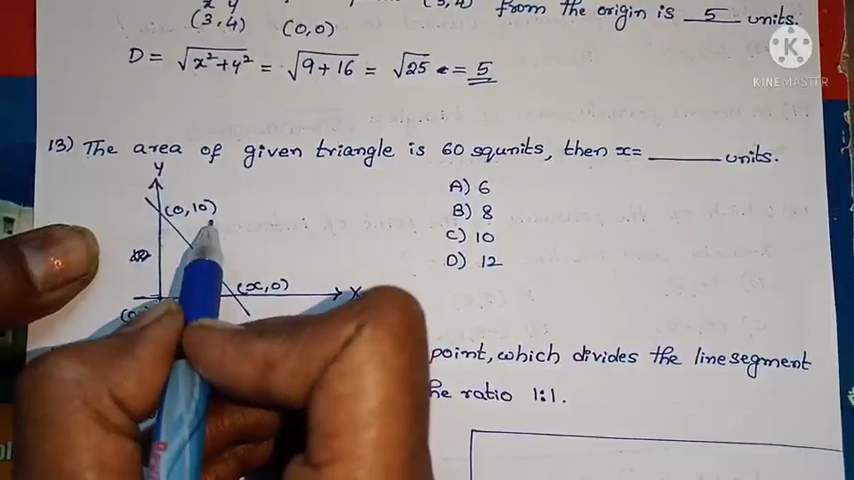 x y (3,4) from the origin is 5 units.
(3,4) (0,0)
D = √x²+y² = √9+16 = √25 = 5
KINEMASTER
13) The area of given triangle is 60 squnits, then x= ______ units.
Y
(0,10)
(x,0)
X
A) 6
B) 8
C) 10
D) 12
point, which divides the line segment
the ratio 1:1.